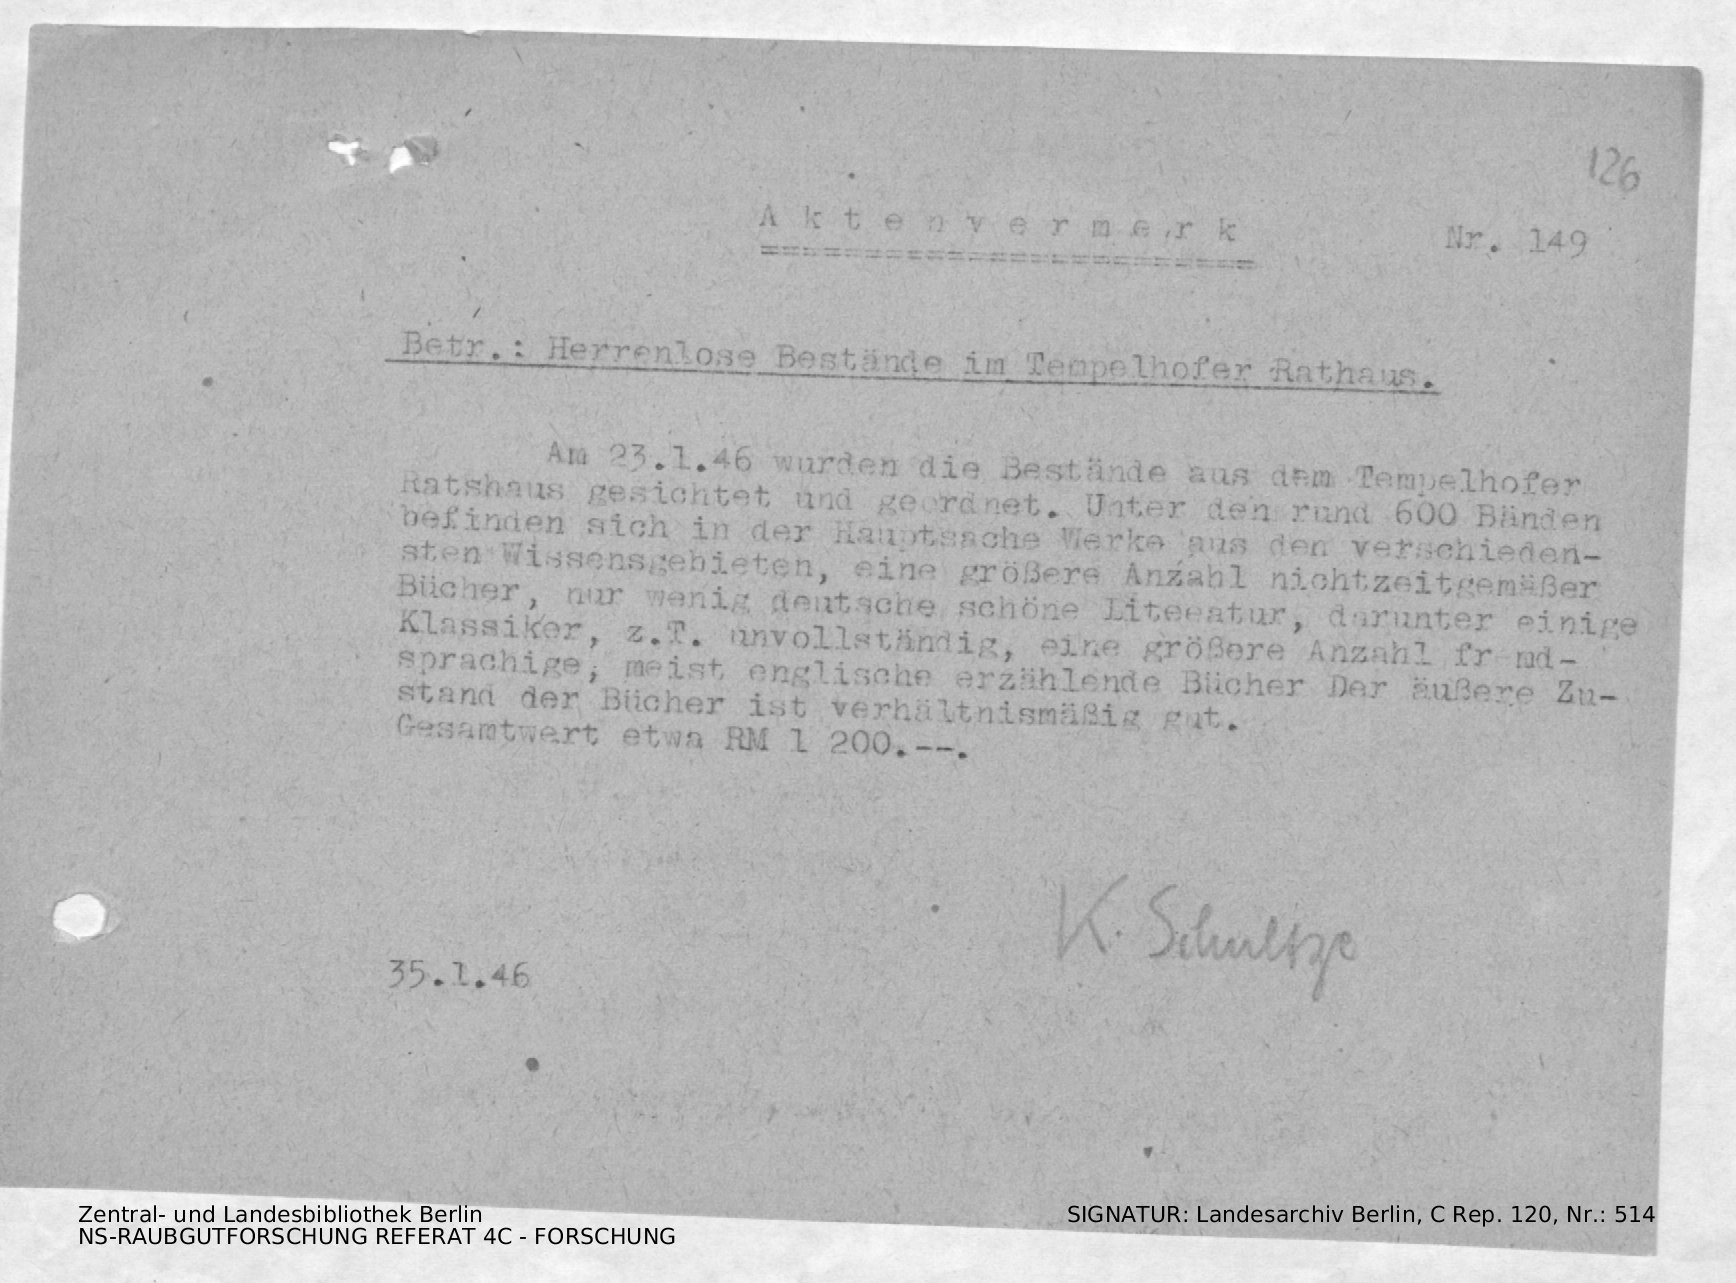 126
A k t e n v e r m e r k
Nr. 149
Betr.: Herrenlose Bestände im Tempelhofer Rathaus.
Am 23.1.46 wurden die Bestände aus dem Tempelhofer
Ratshaus gesichtet und geordnet. Unter den rund 600 Bänden
befinden sich in der Hauptsache Werke aus den verschieden-
sten Wissensgebieten, eine größere Anzahl nichtzeitgemäßer
Bücher, nur wenig deutsche schöne Liteeatur, darunter einige
Klassiker, z.T. unvollständig, eine größere Anzahl fr md-
sprachige, meist englische erzählende Bücher Der äußere Zu-
stand der Bücher ist verhältnismäßig gut.
Gesamtwert etwa RM 1 200.--.
K. Schultze
35.1.46
Zentral- und Landesbibliothek Berlin
NS-RAUBGUTFORSCHUNG REFERAT 4C - FORSCHUNG
SIGNATUR: Landesarchiv Berlin, C Rep. 120, Nr.: 514